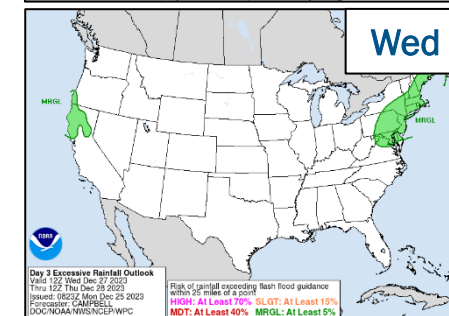 Wed
MRGL
MRGL
NOAA
Day 3 Excessive Rainfall Outlook
Valid 12Z Wed Dec 27 2023
Thru 12Z Thu Dec 28 2023
Issued: 0823Z Mon Dec 25 2023
Forecaster: CAMPBELL
DOC/NOAA/NWS/NCEP/WPC
Risk of rainfall exceeding flash flood guidance
within 25 miles of a point
HIGH: At Least 70% SLGT: At Least 15%
MDT: At Least 40% MRGL: At Least 5%